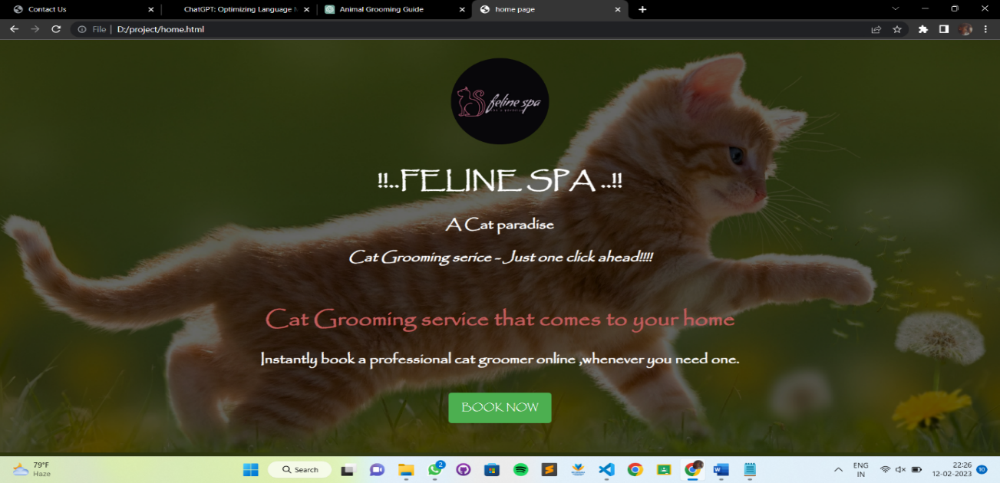 Contact Us
ChatGPT: Optimizing Language
Animal Grooming Guide
home page
File | D:/project/home.html
feline spa
!!..FELINE SPA ..!!
A Cat paradise
Cat Grooming serice - Just one click ahead!!!!
Cat Grooming service that comes to your home
Instantly book a professional cat groomer online ,whenever you need one.
BOOK NOW
79°F
Haze
Search
2
ENG
IN
22:26
12-02-2023
10